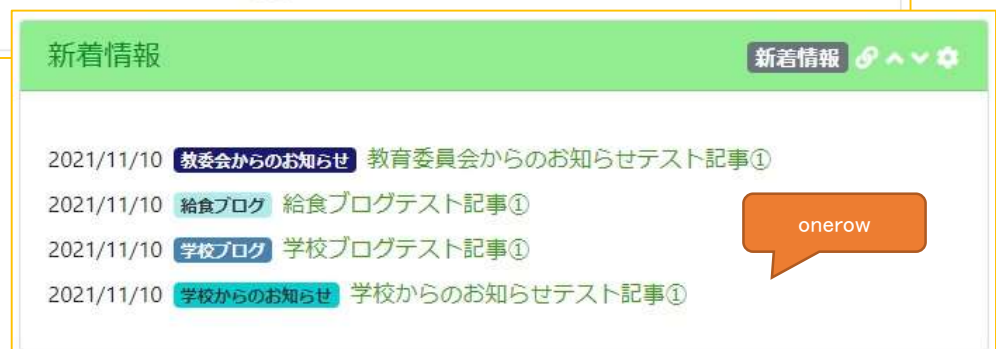 新着情報
新着情報
2021/11/10 教委会からのお知らせ 教育委員会からのお知らせテスト記事①
2021/11/10 給食ブログ 給食ブログテスト記事①
2021/11/10 学校ブログ 学校ブログテスト記事①
2021/11/10 学校からのお知らせ 学校からのお知らせテスト記事①
onerow